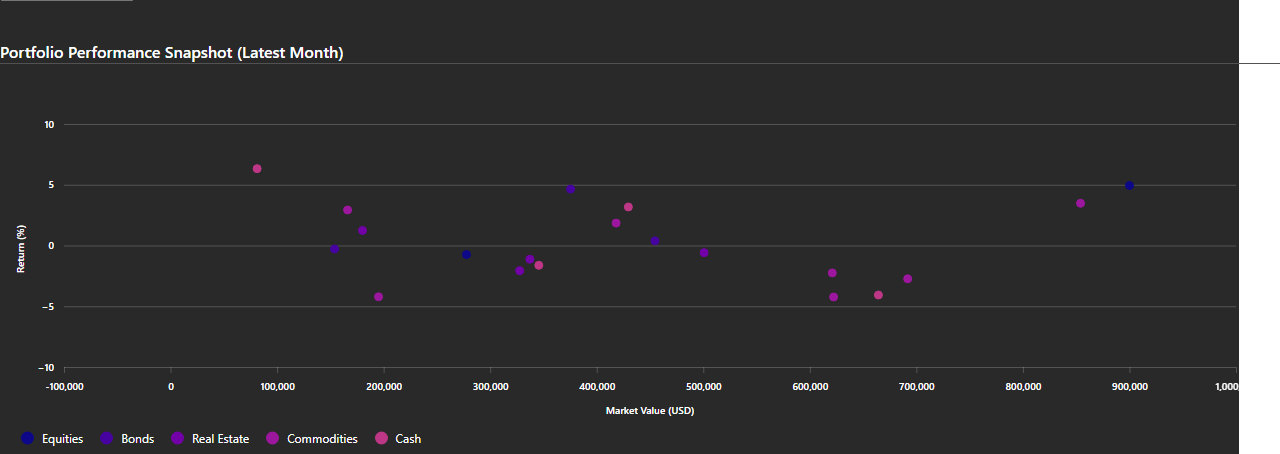 Portfolio Performance Snapshot (Latest Month)
10
5
0
−5
−10
Return (%)
-100,000 0 100,000 200,000 300,000 400,000 500,000 600,000 700,000 800,000 900,000 1,000,
Market Value (USD)
Equities Bonds Real Estate Commodities Cash